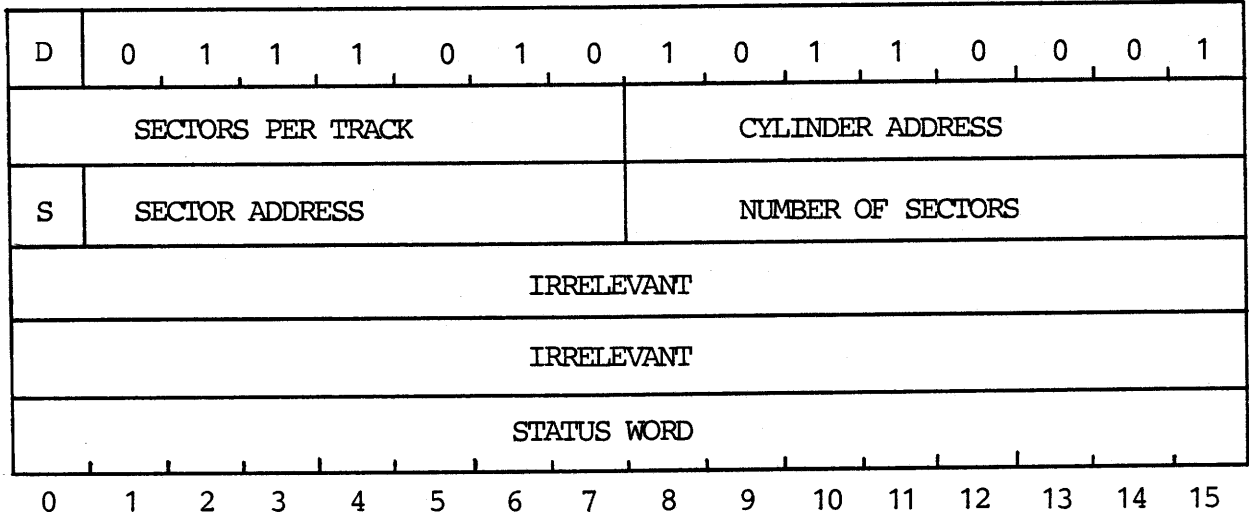 D 0 1 1 1 0 1 0 1 0 1 1 0 0 0 1
SECTORS PER TRACK CYLINDER ADDRESS
S SECTOR ADDRESS NUMBER OF SECTORS
IRRELEVANT
IRRELEVANT
STATUS WORD
0 1 2 3 4 5 6 7 8 9 10 11 12 13 14 15